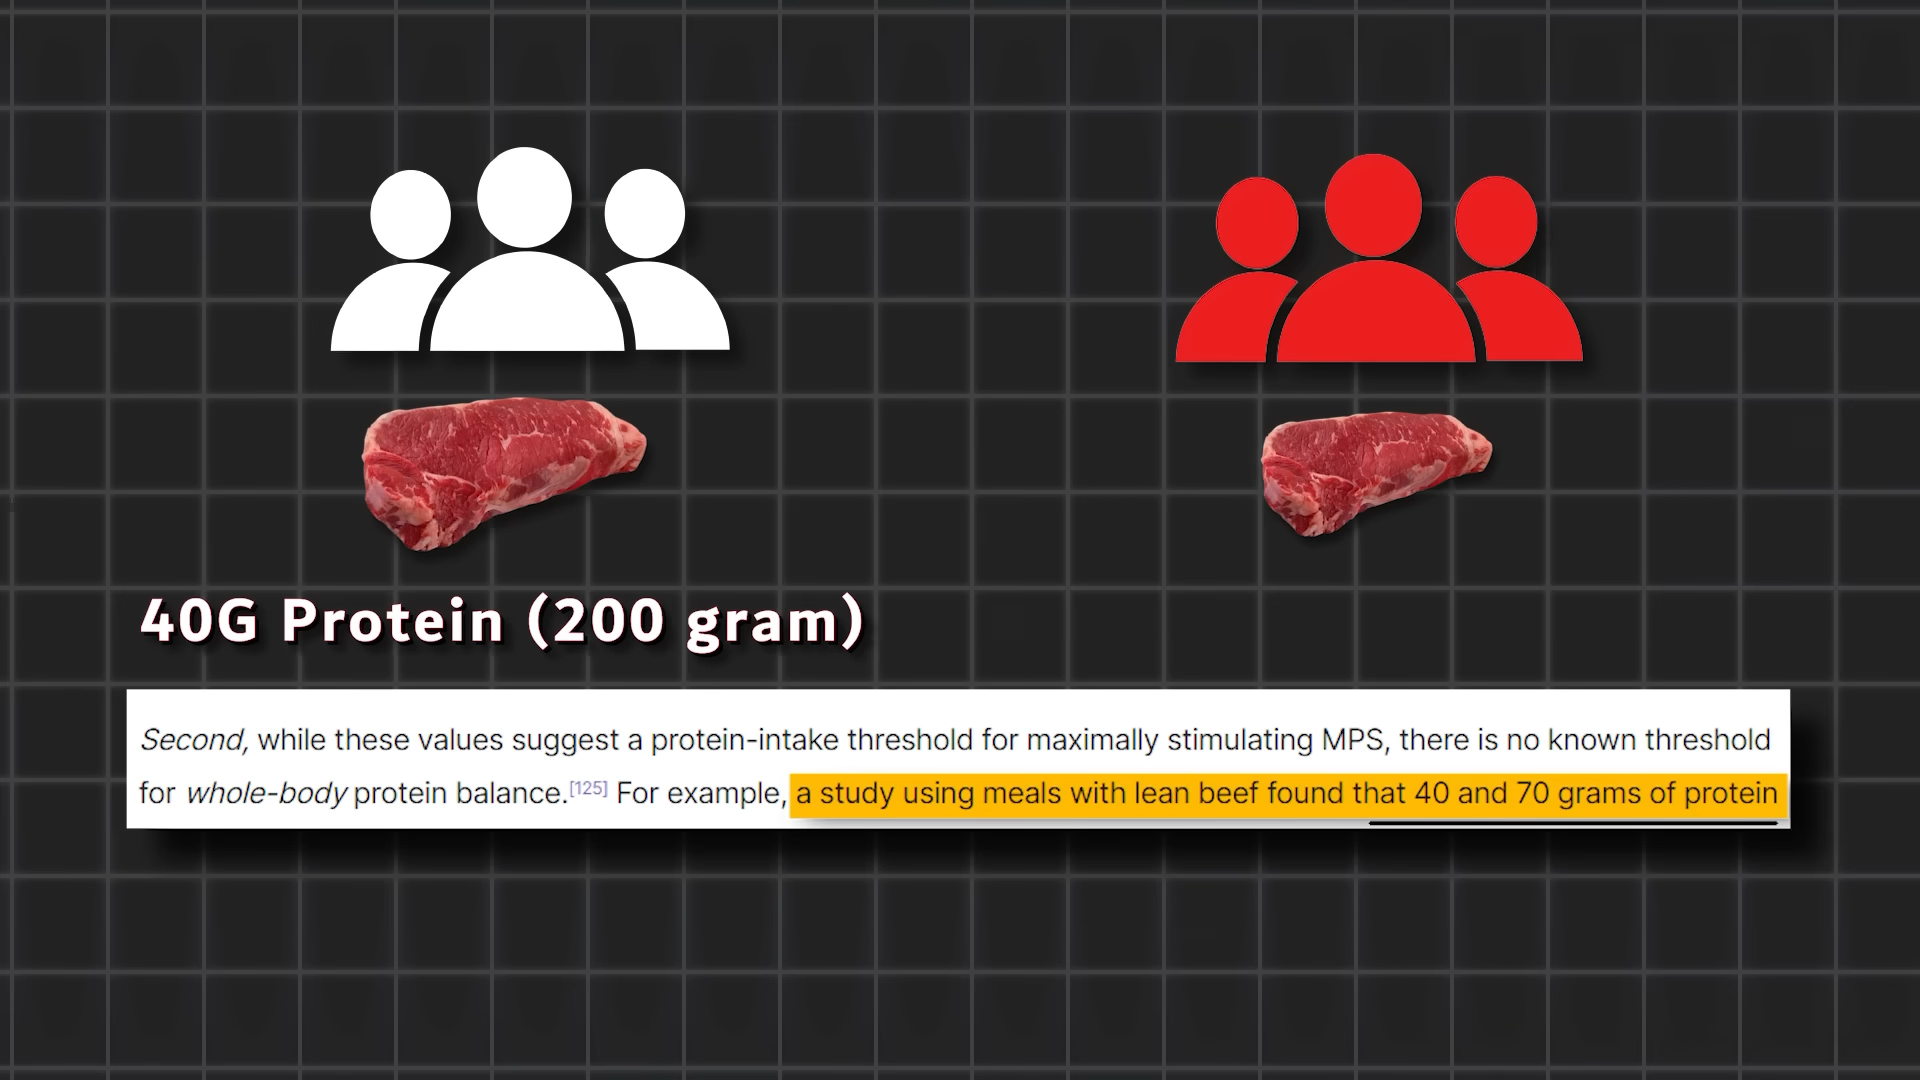 40G Protein (200 gram)
Second, while these values suggest a protein-intake threshold for maximally stimulating MPS, there is no known threshold
for whole-body protein balance.[125] For example, a study using meals with lean beef found that 40 and 70 grams of protein